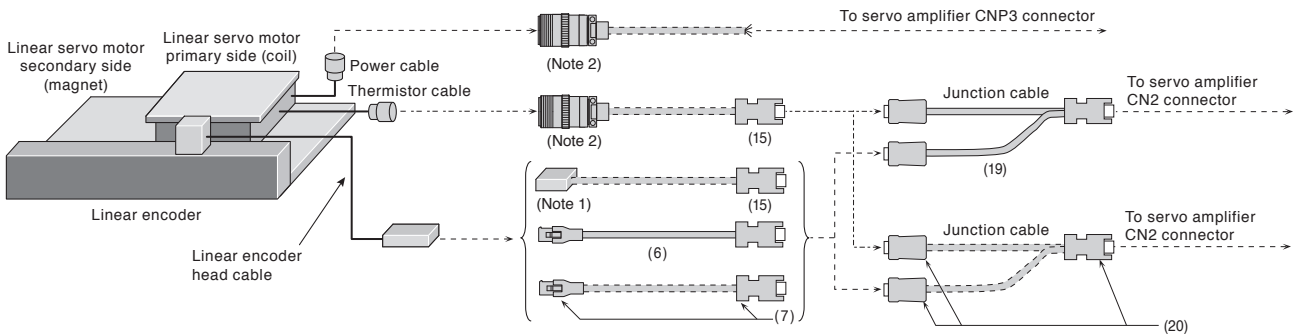 To servo amplifier CNP3 connector
Linear servo motor
secondary side
(magnet)
Linear servo motor
primary side (coil)
Power cable
(Note 2)
Thermistor cable
(Note 2)
(15)
Junction cable
To servo amplifier
CN2 connector
(19)
Linear encoder
Linear encoder
head cable
(Note 1)
(15)
(6)
(7)
Junction cable
To servo amplifier
CN2 connector
(20)